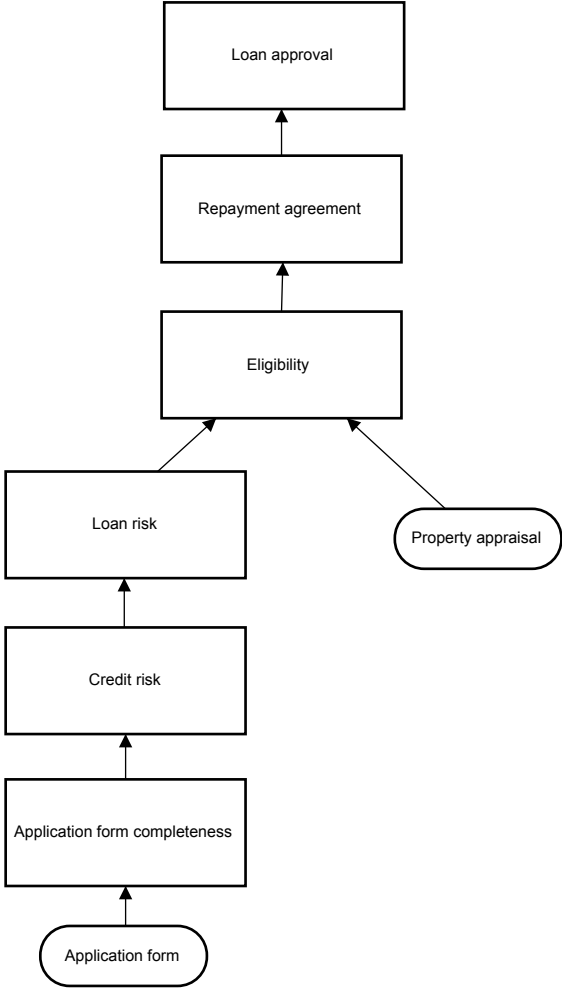 Loan approval
Repayment agreement
Eligibility
Loan risk
Property appraisal
Credit risk
Application form completeness
Application form